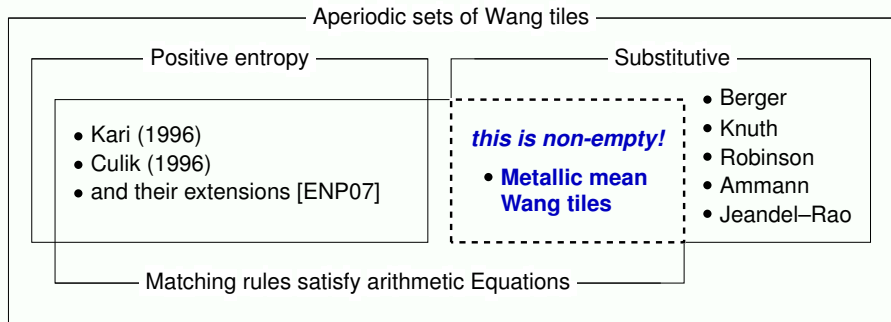 Aperiodic sets of Wang tiles
Positive entropy
Substitutive
• Kari (1996)
• Culik (1996)
• and their extensions [ENP07]
this is non-empty!
• Metallic mean
Wang tiles
• Berger
• Knuth
• Robinson
• Ammann
• Jeandel–Rao
Matching rules satisfy arithmetic Equations